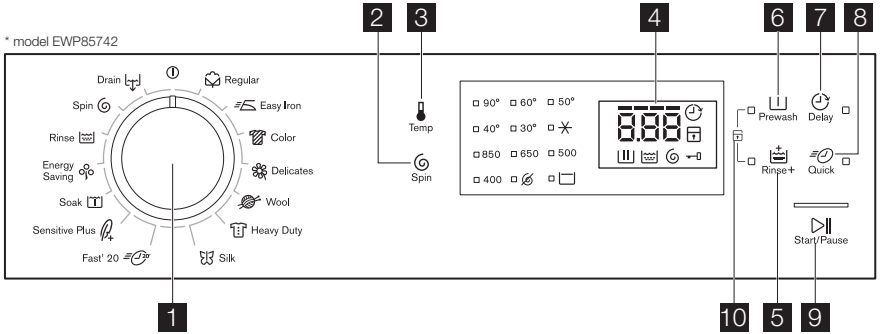 2 3 4 6 7 8
* model EWP85742
Drain Regular
Spin Easy Iron
Rinse Color
Energy
Saving Delicates
Soak Wool
Sensitive Plus Heavy Duty
Fast' 20 20' Silk
Temp
Spin
90° 60° 50°
40° 30°
850 650 500
400
8.88
Prewash Delay
Rinse+ Quick
Start/Pause
1 10 5 9